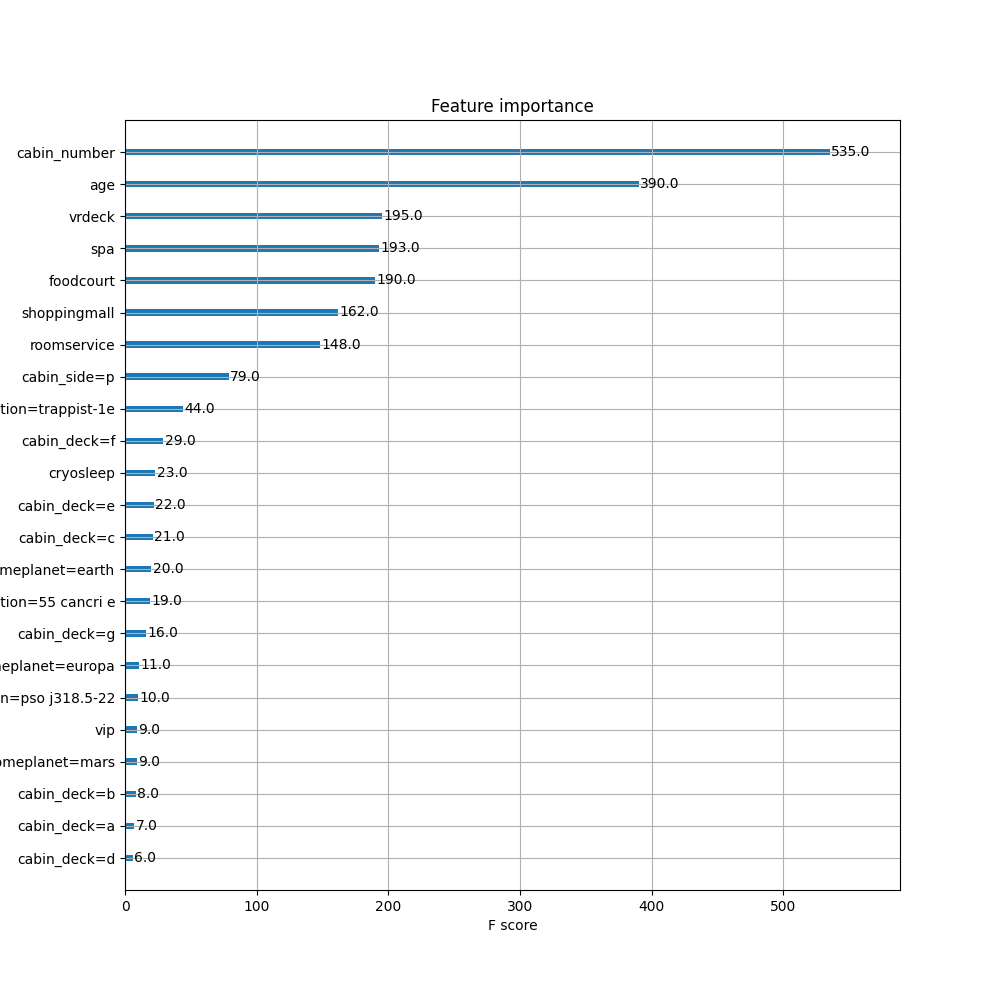 Feature importance
cabin_number 535.0
age 390.0
vrdeck 195.0
spa 193.0
foodcourt 190.0
shoppingmall 162.0
roomservice 148.0
cabin_side=p 79.0
tion=trappist-1e 44.0
cabin_deck=f 29.0
cryosleep 23.0
cabin_deck=e 22.0
cabin_deck=c 21.0
meplanet=earth 20.0
tion=55 cancri e 19.0
cabin_deck=g 16.0
eplanet=europa 11.0
n=pso j318.5-22 10.0
vip 9.0
omeplanet=mars 9.0
cabin_deck=b 8.0
cabin_deck=a 7.0
cabin_deck=d 6.0
0 100 200 300 400 500
F score